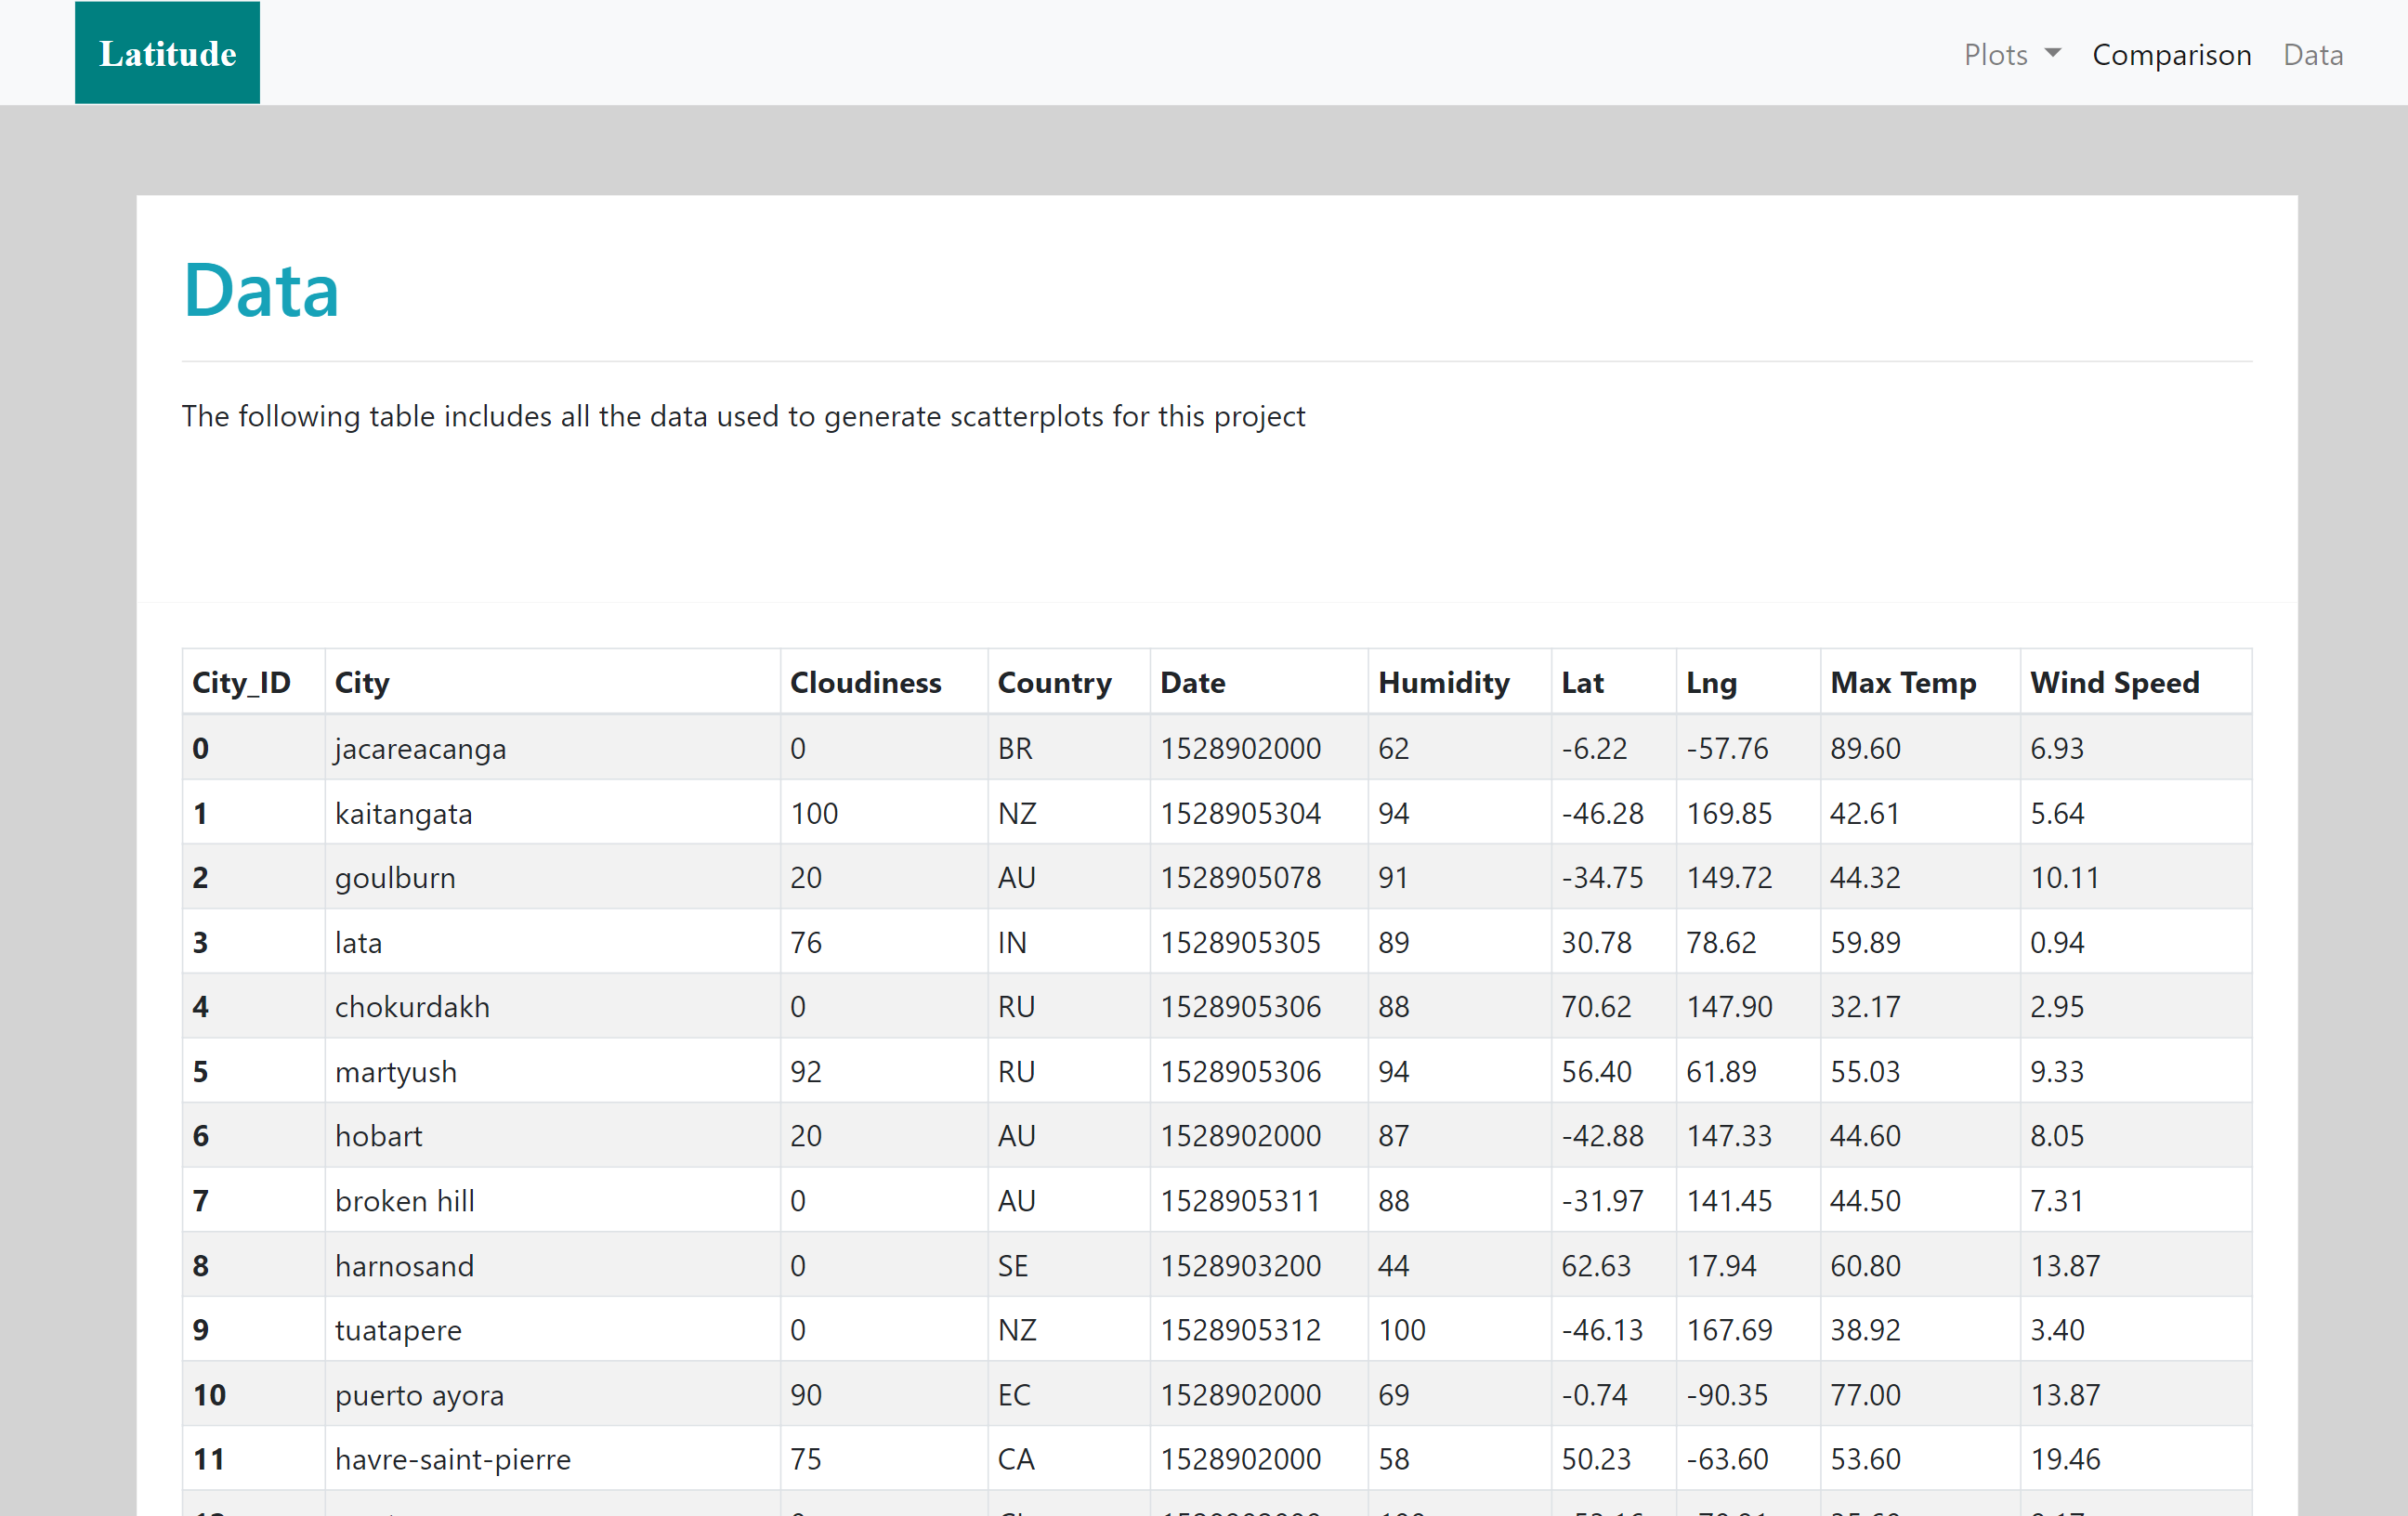 Latitude
Plots Comparison Data
Data
The following table includes all the data used to generate scatterplots for this project
City_ID City Cloudiness Country Date Humidity Lat Lng Max Temp Wind Speed
0 jacareacanga 0 BR 1528902000 62 -6.22 -57.76 89.60 6.93
1 kaitangata 100 NZ 1528905304 94 -46.28 169.85 42.61 5.64
2 goulburn 20 AU 1528905078 91 -34.75 149.72 44.32 10.11
3 lata 76 IN 1528905305 89 30.78 78.62 59.89 0.94
4 chokurdakh 0 RU 1528905306 88 70.62 147.90 32.17 2.95
5 martyush 92 RU 1528905306 94 56.40 61.89 55.03 9.33
6 hobart 20 AU 1528902000 87 -42.88 147.33 44.60 8.05
7 broken hill 0 AU 1528905311 88 -31.97 141.45 44.50 7.31
8 harnosand 0 SE 1528903200 44 62.63 17.94 60.80 13.87
9 tuatapere 0 NZ 1528905312 100 -46.13 167.69 38.92 3.40
10 puerto ayora 90 EC 1528902000 69 -0.74 -90.35 77.00 13.87
11 havre-saint-pierre 75 CA 1528902000 58 50.23 -63.60 53.60 19.46